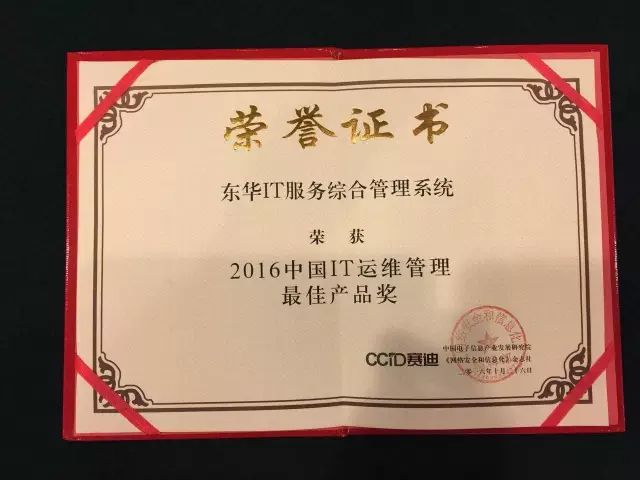 荣誉证书
东华IT服务综合管理系统
荣 获
2016中国IT运维管理
最佳产品奖
CCID赛迪
中国电子信息产业发展研究院
《网络安全和信息化》杂志社
二〇一六年十月二十六日